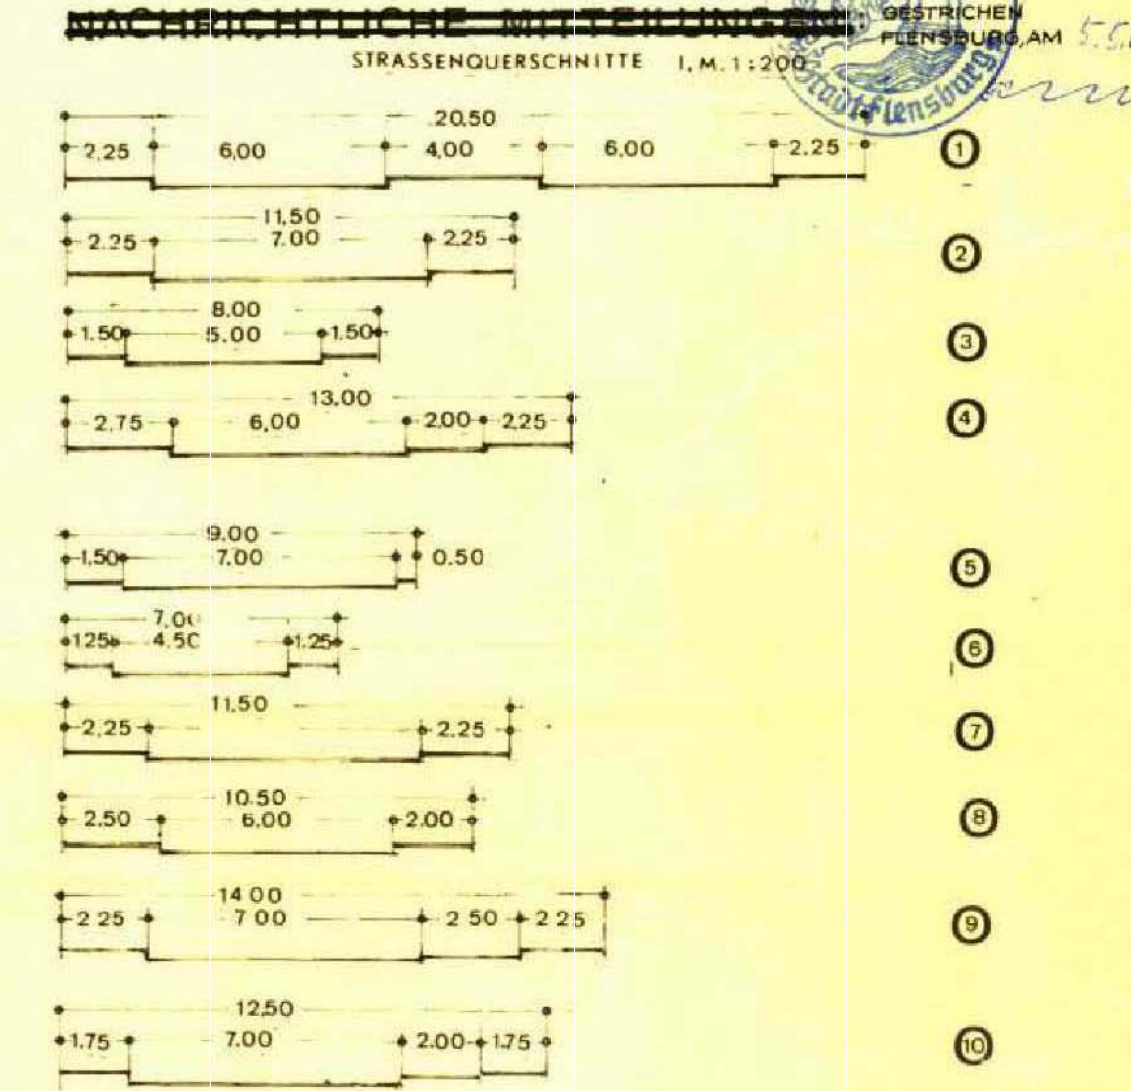 NACHRICHTLICHE MITTEILUNGEN:
GESTRICHEN
FLENSBURG, AM 5.5.
STRASSENQUERSCHNITTE I. M. 1:200
Stadt Flensburg
20,50
2,25 6,00 4,00 6,00 2.25 1
11,50
2.25 7.00 2,25 2
8.00
1.50 5.00 1.50 3
13,00
2.75 6,00 2,00 2,25 4
9.00
1,50 7.00 0.50 5
7.00
1.25 4.50 1.25 6
11,50
2,25 2.25 7
10.50
2.50 6.00 2.00 8
14 00
2 25 7 00 2 50 2 25 9
12.50
1.75 7.00 2.00 1.75 10